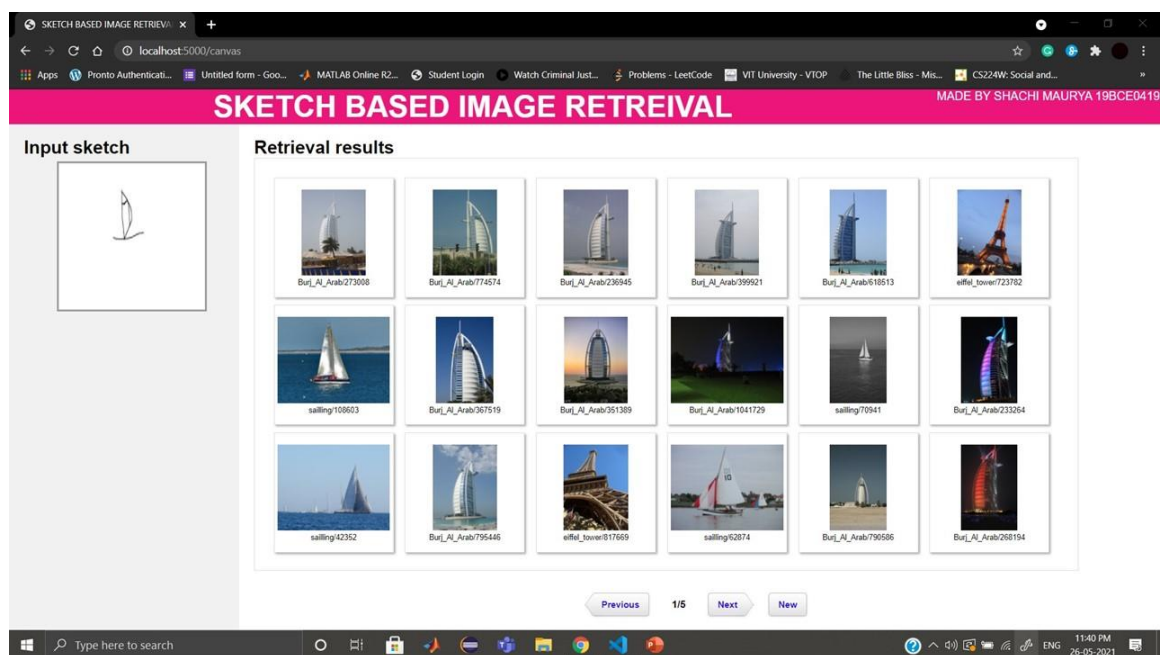 SKETCH BASED IMAGE RETRIEVA
localhost:5000/canvas
Apps Pronto Authenticati... Untitled form - Goo... MATLAB Online R2... Student Login Watch Criminal Just... Problems - LeetCode VIT University - VTOP The Little Bliss - Mis... CS224W: Social and... »
SKETCH BASED IMAGE RETREIVAL
MADE BY SHACHI MAURYA 19BCE0419
Input sketch
Retrieval results
Burj_Al_Arab/273008 Burj_Al_Arab/774574 Burj_Al_Arab/236945 Burj_Al_Arab/399921 Burj_Al_Arab/618513 eiffel_tower/723782
sailling/108603 Burj_Al_Arab/367519 Burj_Al_Arab/351389 Burj_Al_Arab/1041729 sailling/70941 Burj_Al_Arab/233264
sailling/42352 Burj_Al_Arab/795446 eiffel_tower/817669 sailling/62874 Burj_Al_Arab/790586 Burj_Al_Arab/268194
Previous 1/5 Next New
Type here to search
ENG
11:40 PM
26-05-2021